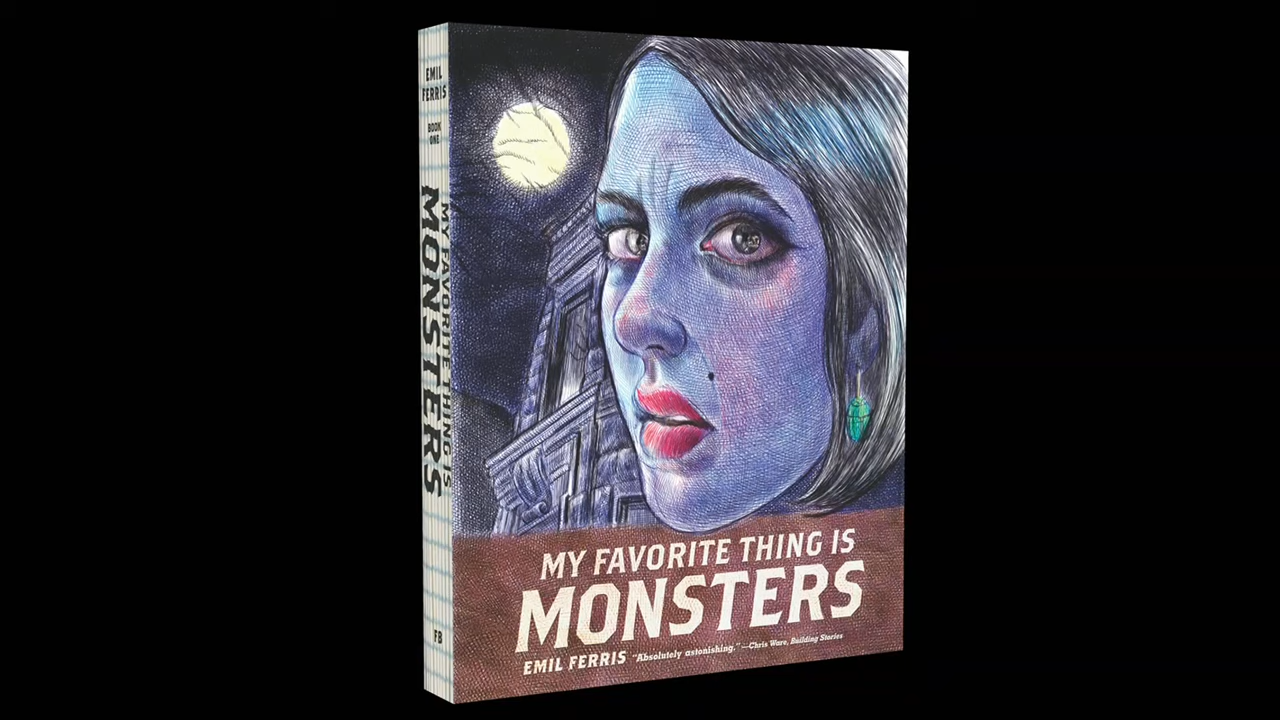 EMIL
FERRIS
BOOK
ONE
MY FAVORITE THING IS
MONSTERS
FB
MY FAVORITE THING IS
MONSTERS
EMIL FERRIS "Absolutely astonishing."—Chris Ware, Building Stories